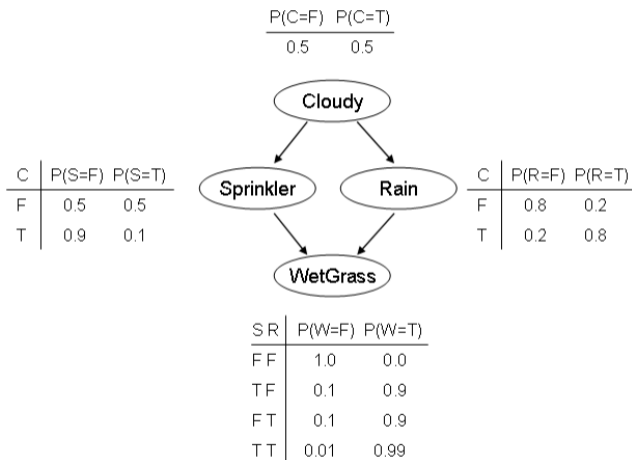 P(C=F) P(C=T)
0.5 0.5
Cloudy
C P(S=F) P(S=T)
F 0.5 0.5
T 0.9 0.1
Sprinkler
Rain
C P(R=F) P(R=T)
F 0.8 0.2
T 0.2 0.8
WetGrass
S R P(W=F) P(W=T)
F F 1.0 0.0
T F 0.1 0.9
F T 0.1 0.9
T T 0.01 0.99